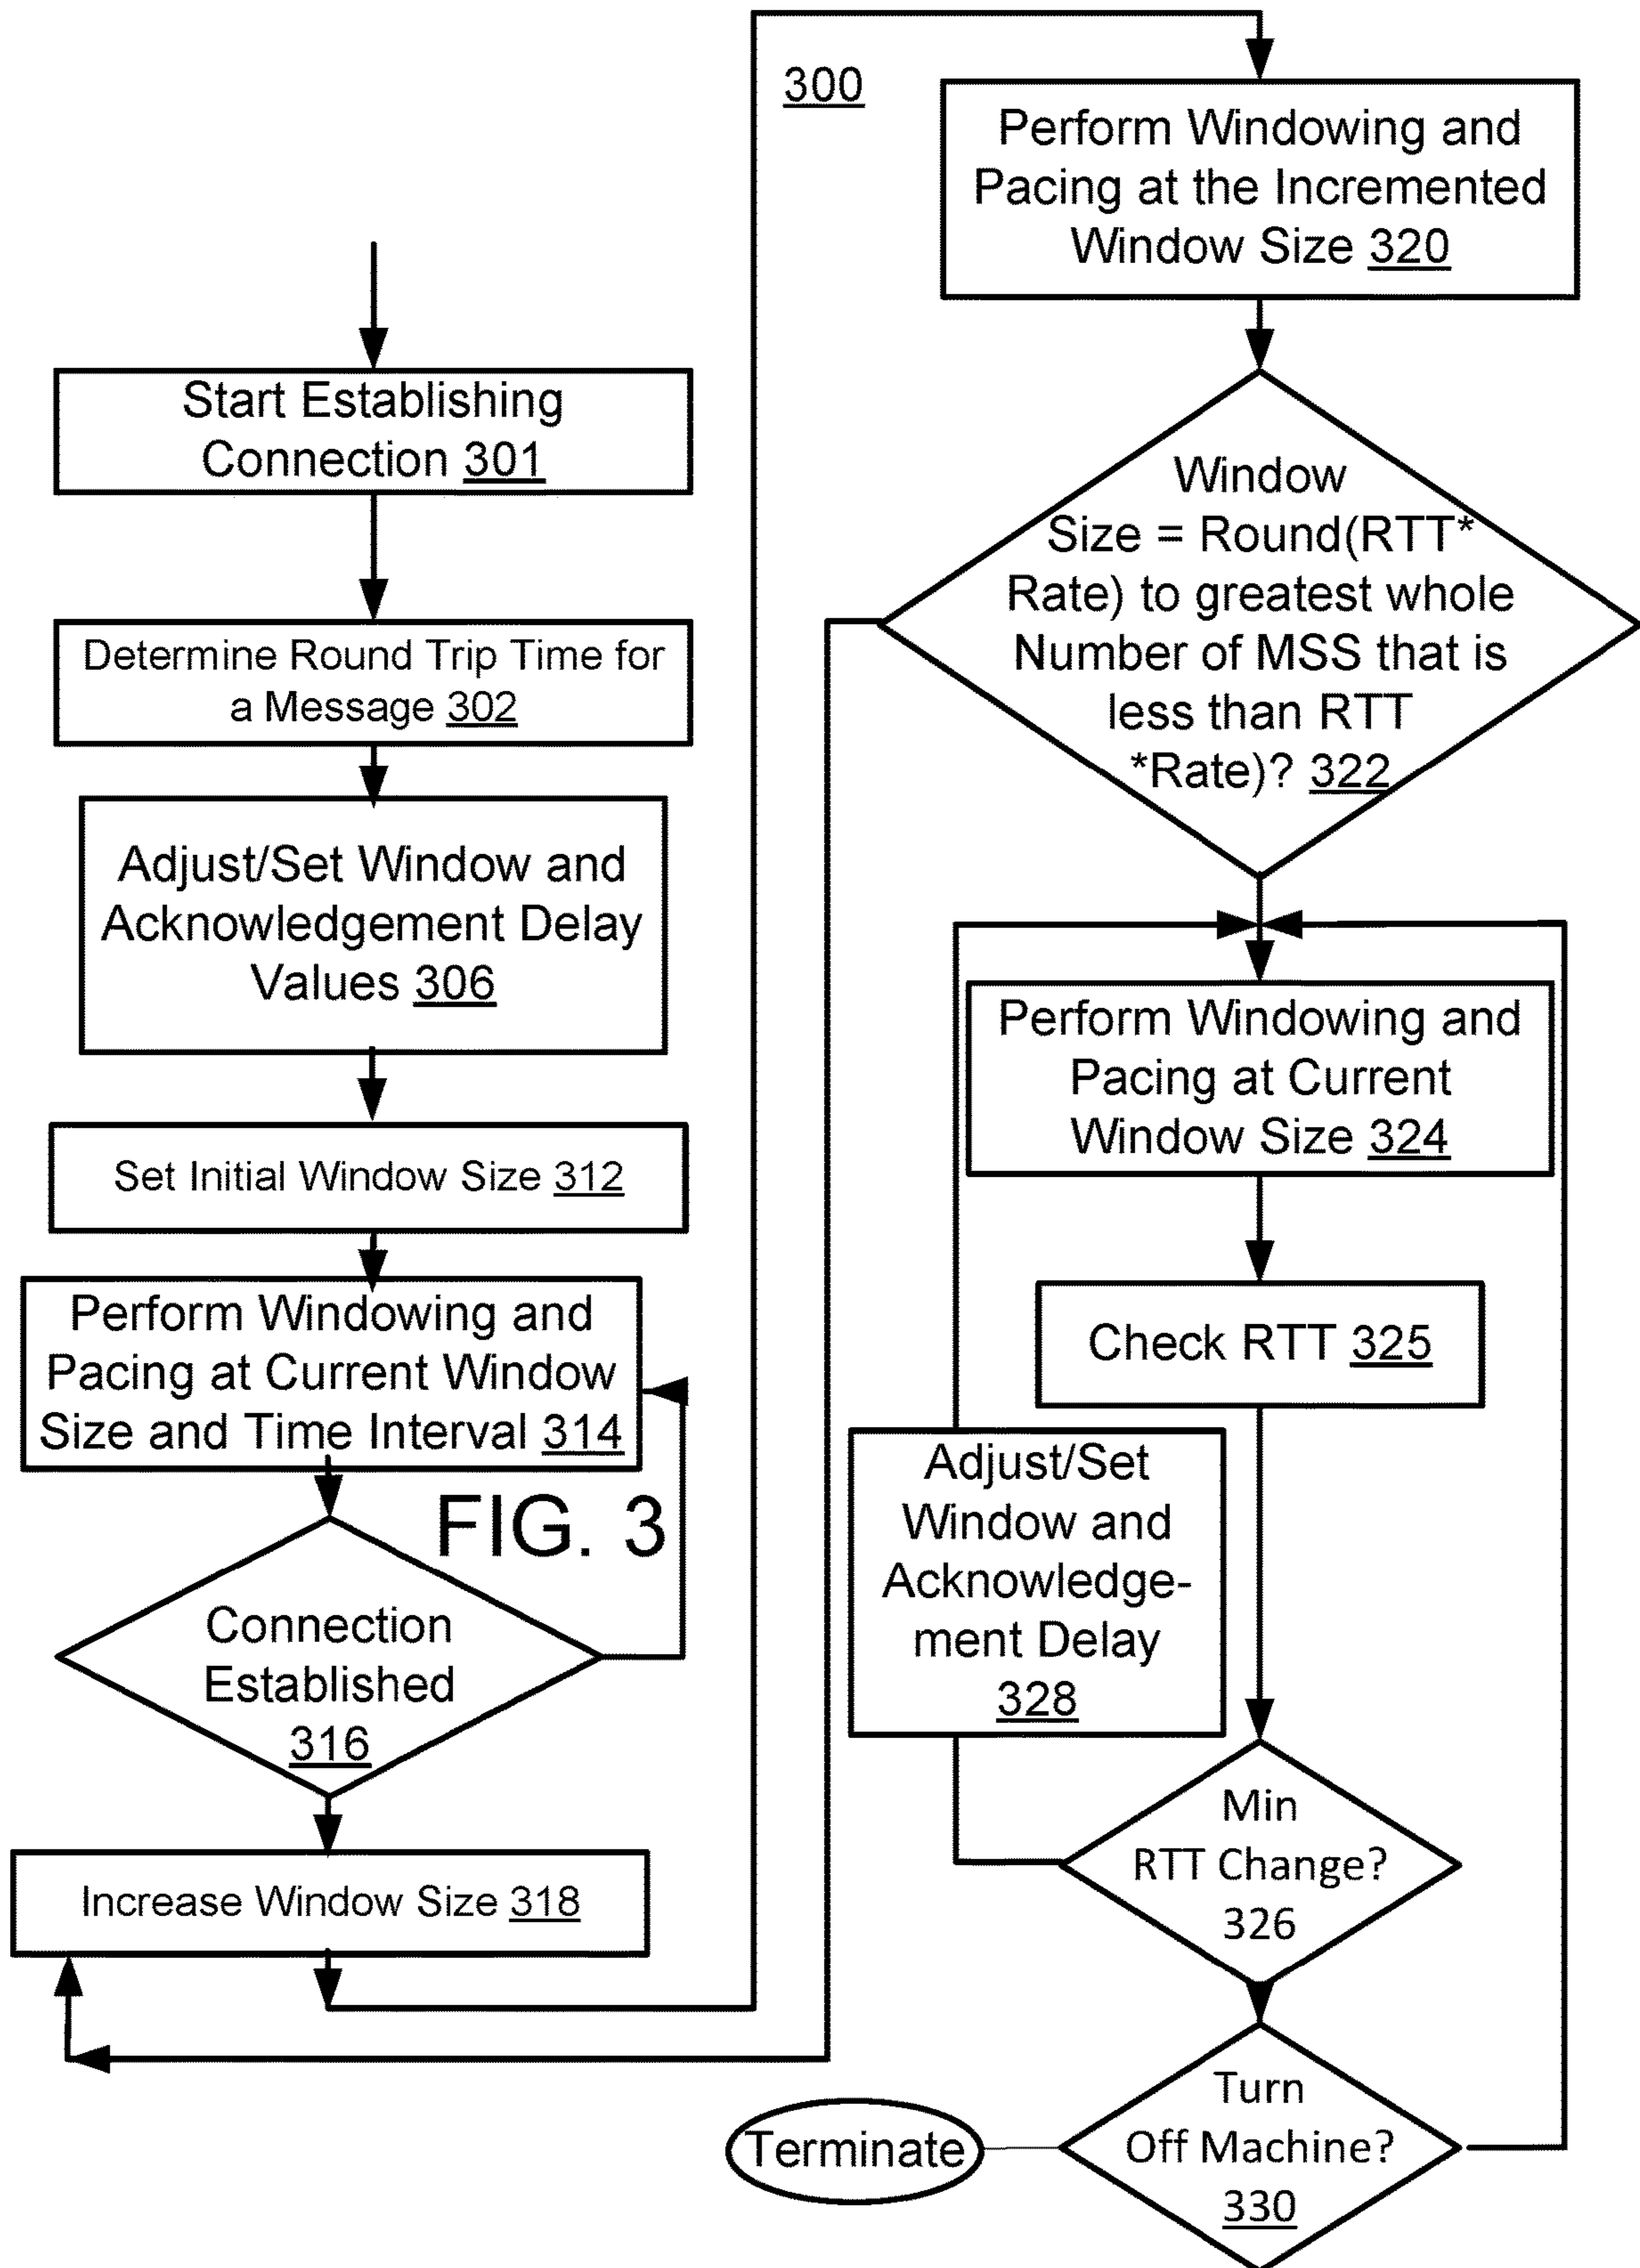 300
Start Establishing
Connection 301
Determine Round Trip Time for
a Message 302
Adjust/Set Window and
Acknowledgement Delay
Values 306
Set Initial Window Size 312
Perform Windowing and
Pacing at Current Window
Size and Time Interval 314
FIG. 3
Connection
Established
316
Increase Window Size 318
Perform Windowing and
Pacing at the Incremented
Window Size 320
Window
Size = Round(RTT*
Rate) to greatest whole
Number of MSS that is
less than RTT
*Rate)? 322
Perform Windowing and
Pacing at Current
Window Size 324
Check RTT 325
Adjust/Set
Window and
Acknowledge-
ment Delay
328
Min
RTT Change?
326
Turn
Off Machine?
330
Terminate